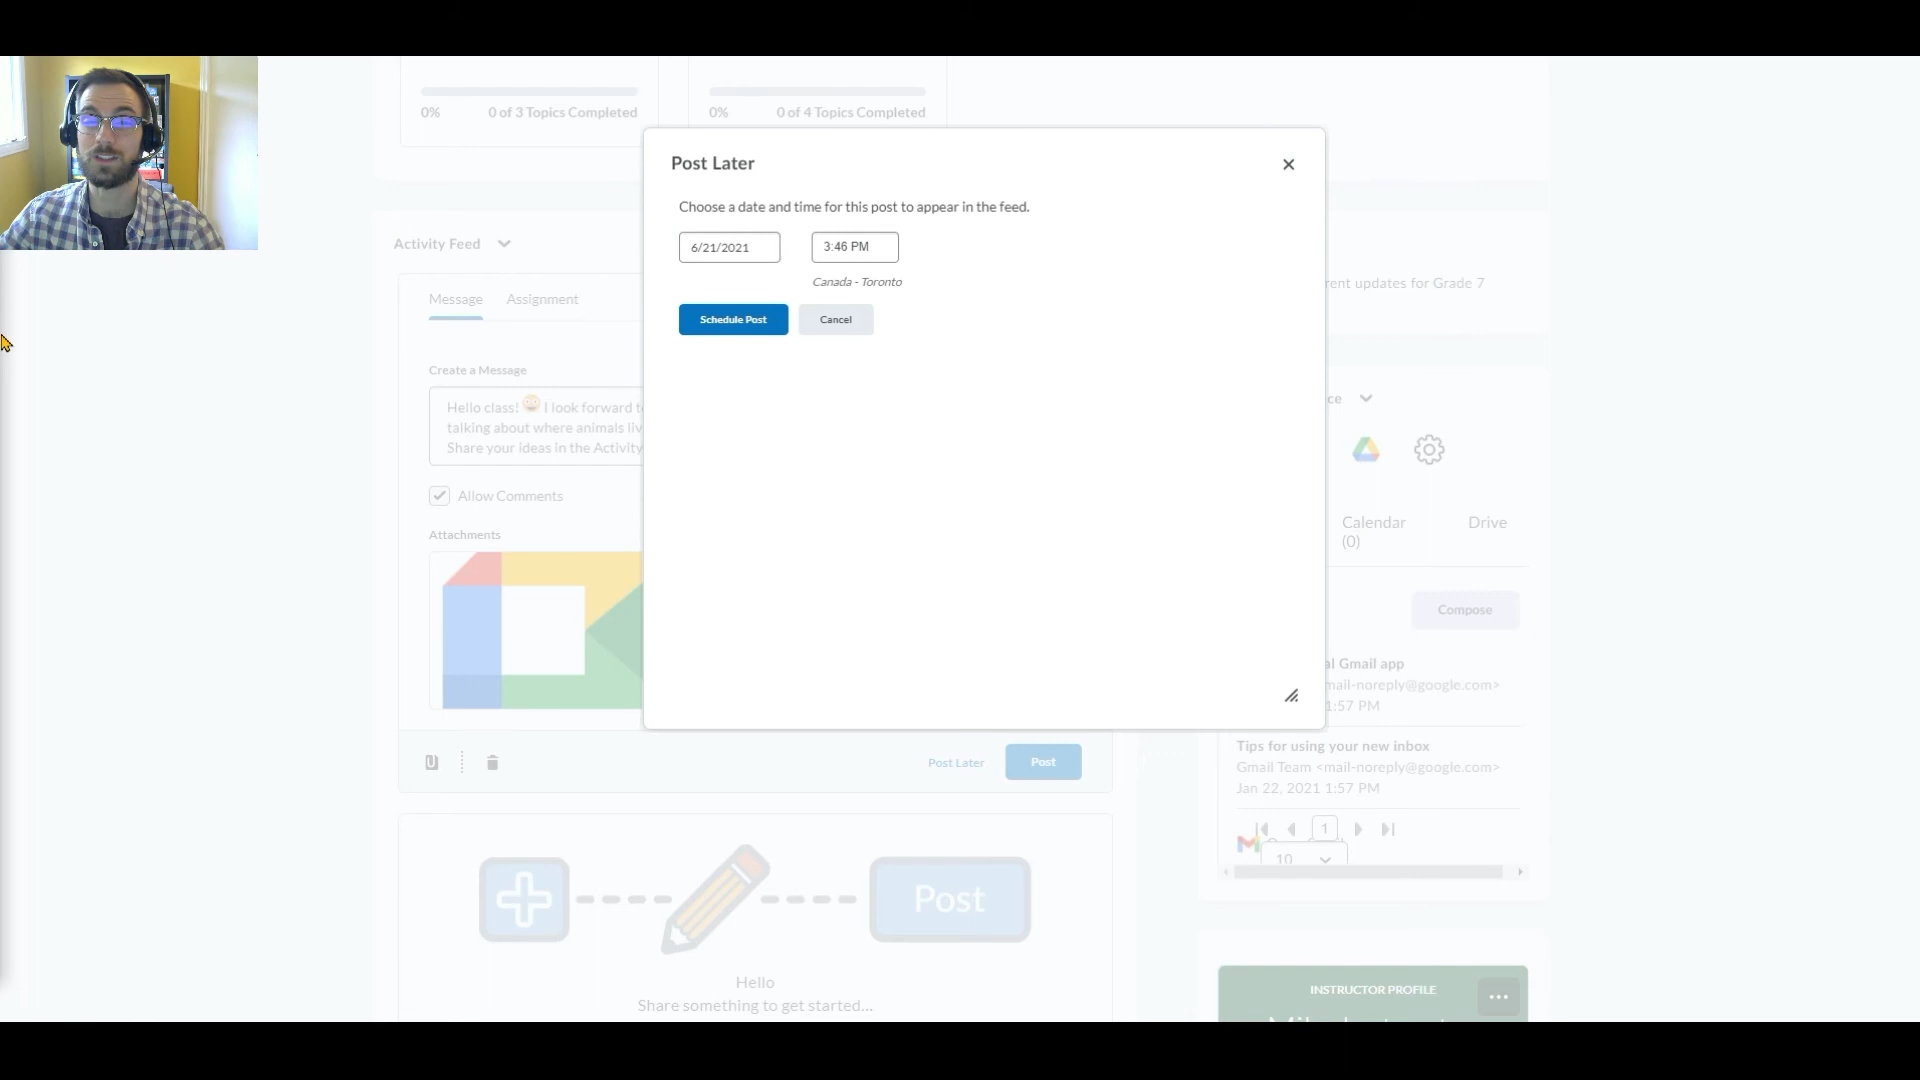 0% 0 of 3 Topics Completed
0% 0 of 4 Topics Completed
Post Later
Choose a date and time for this post to appear in the feed.
6/21/2021
3:46 PM
Canada - Toronto
Schedule Post
Cancel
Activity Feed
Message
Assignment
Create a Message
Hello class! 😀 I look forward
talking about where animals
Share your ideas in the Activity
Allow Comments
Attachments
Post Later
Post
Post
Hello
Share something to get started...
updates for Grade 7
Calendar
(0)
Drive
Compose
Gmail app
mail-noreply@google.com>
1:57 PM
Tips for using your new inbox
Gmail Team <mail-noreply@google.com>
Jan 22, 2021 1:57 PM
1
10
INSTRUCTOR PROFILE